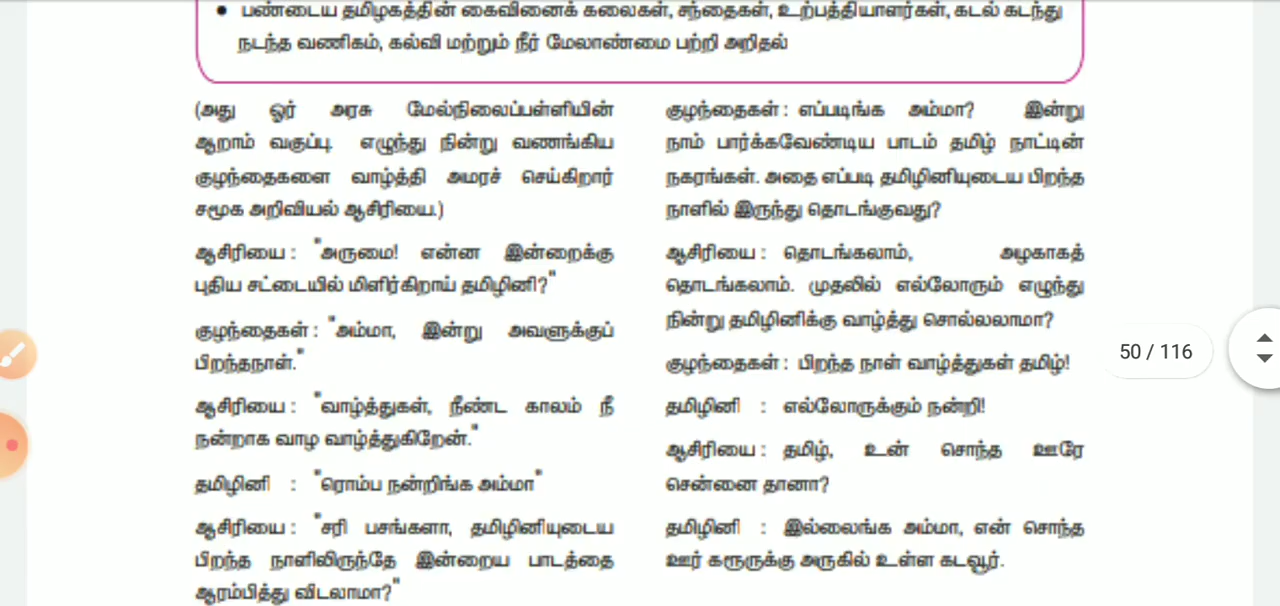 • பண்டைய தமிழகத்தின் கைவினைக் கலைகள், சந்தைகள், உற்பத்தியாளர்கள், கடல் கடந்து
நடந்த வணிகம், கல்வி மற்றும் நீர் மேலாண்மை பற்றி அறிதல்
(அது ஓர் அரசு மேல்நிலைப்பள்ளியின்
ஆறாம் வகுப்பு. எழுந்து நின்று வணங்கிய
குழந்தைகளை வாழ்த்தி அமரச் செய்கிறார்
சமூக அறிவியல் ஆசிரியை.)
ஆசிரியை : "அருமை! என்ன இன்றைக்கு
புதிய சட்டையில் மிளிர்கிறாய் தமிழினி?"
குழந்தைகள் : "அம்மா, இன்று அவளுக்குப்
பிறந்தநாள்."
ஆசிரியை : "வாழ்த்துகள், நீண்ட காலம் நீ
நன்றாக வாழ வாழ்த்துகிறேன்."
தமிழினி : "ரொம்ப நன்றிங்க அம்மா"
ஆசிரியை : "சரி பசங்களா, தமிழினியுடைய
பிறந்த நாளிலிருந்தே இன்றைய பாடத்தை
ஆரம்பித்து விடலாமா?"
குழந்தைகள் : எப்படிங்க அம்மா? இன்று
நாம் பார்க்கவேண்டிய பாடம் தமிழ் நாட்டின்
நகரங்கள். அதை எப்படி தமிழினியுடைய பிறந்த
நாளில் இருந்து தொடங்குவது?
ஆசிரியை : தொடங்கலாம், அழகாகத்
தொடங்கலாம். முதலில் எல்லோரும் எழுந்து
நின்று தமிழினிக்கு வாழ்த்து சொல்லலாமா?
குழந்தைகள் : பிறந்த நாள் வாழ்த்துகள் தமிழ்!
தமிழினி : எல்லோருக்கும் நன்றி!
ஆசிரியை : தமிழ், உன் சொந்த ஊரே
சென்னை தானா?
தமிழினி : இல்லைங்க அம்மா, என் சொந்த
ஊர் கரூருக்கு அருகில் உள்ள கடவூர்.
50 / 116